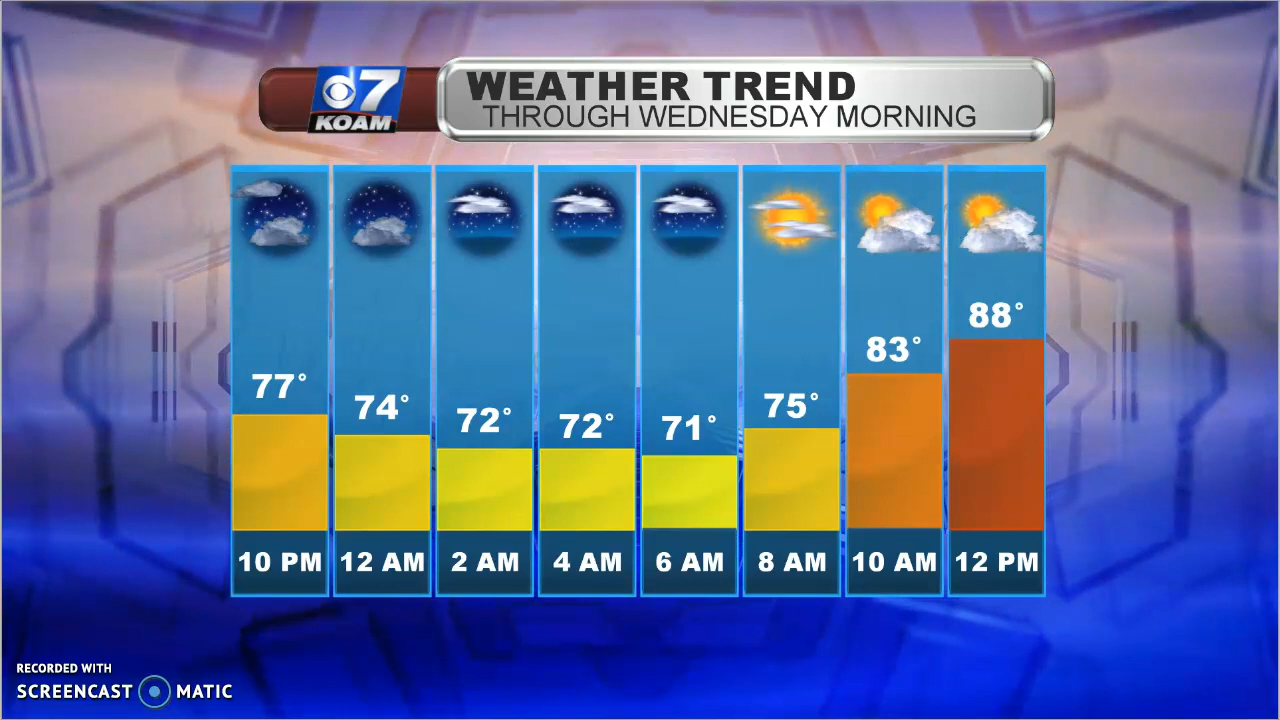 7
KOAM
WEATHER TREND
THROUGH WEDNESDAY MORNING
77° 74° 72° 72° 71° 75° 83° 88°
10 PM 12 AM 2 AM 4 AM 6 AM 8 AM 10 AM 12 PM
RECORDED WITH
SCREENCAST MATIC